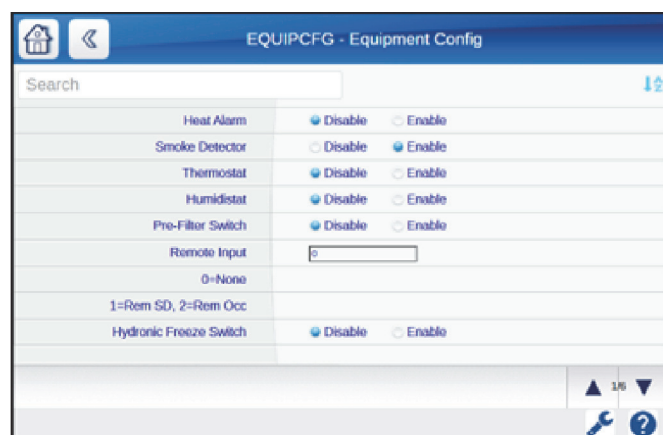 EQUIPCFG - Equipment Config
Search
Heat Alarm Disable Enable
Smoke Detector Disable Enable
Thermostat Disable Enable
Humidistat Disable Enable
Pre-Filter Switch Disable Enable
Remote Input 0
0=None
1=Rem SD, 2=Rem Occ
Hydronic Freeze Switch Disable Enable
1/6
?